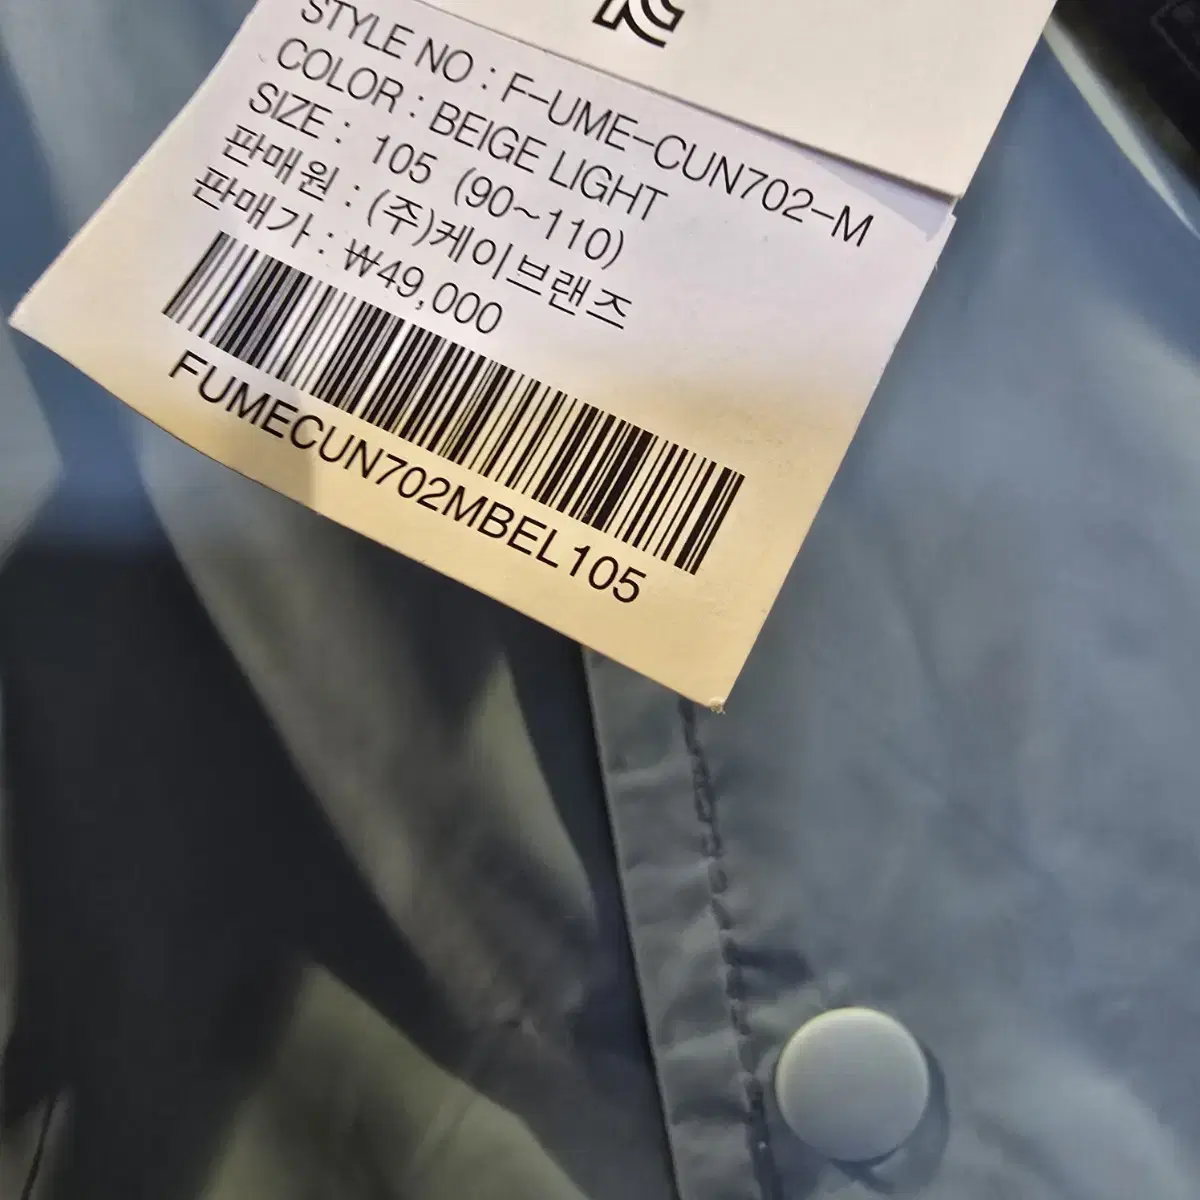 STYLE NO : F-UME-CUN702-M
COLOR : BEIGE LIGHT
SIZE : 105 (90~110)
판매원 : (주)케이브랜즈
판매가 : ₩49,000
FUMECUN702MBEL105